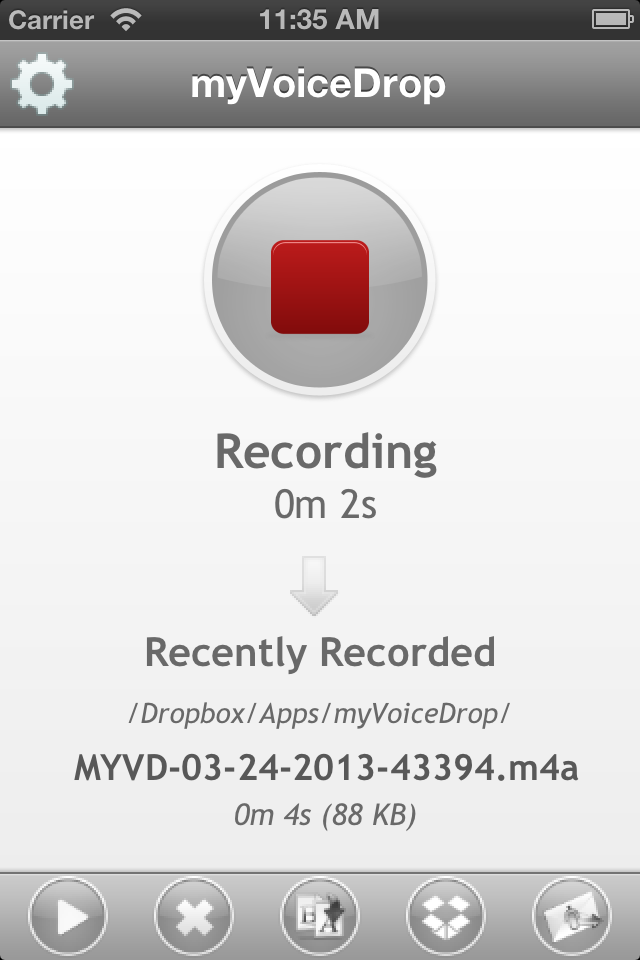 Carrier 11:35 AM
myVoiceDrop
Recording
0m 2s
Recently Recorded
/Dropbox/Apps/myVoiceDrop/
MYVD-03-24-2013-43394.m4a
0m 4s (88 KB)